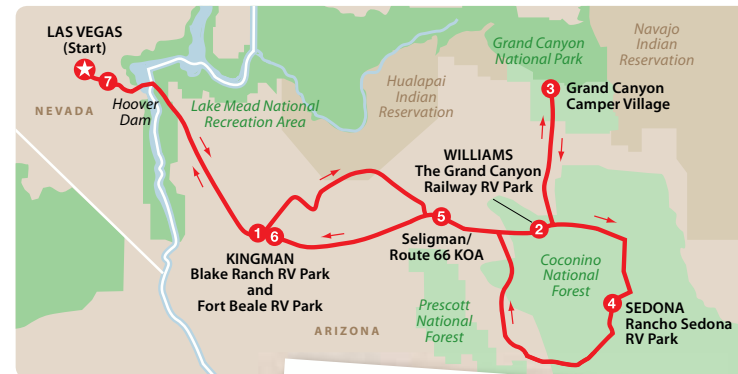 LAS VEGAS
(Start)
7
Hoover
Dam
NEVADA
Lake Mead National
Recreation Area
Hualapai
Indian
Reservation
Grand Canyon
National Park
Navajo
Indian
Reservation
3
Grand Canyon
Camper Village
WILLIAMS
The Grand Canyon
Railway RV Park
2
1
6
KINGMAN
Blake Ranch RV Park
and
Fort Beale RV Park
5
Seligman/
Route 66 KOA
Coconino
National
Forest
Prescott
National
Forest
4
SEDONA
Rancho Sedona
RV Park
ARIZONA